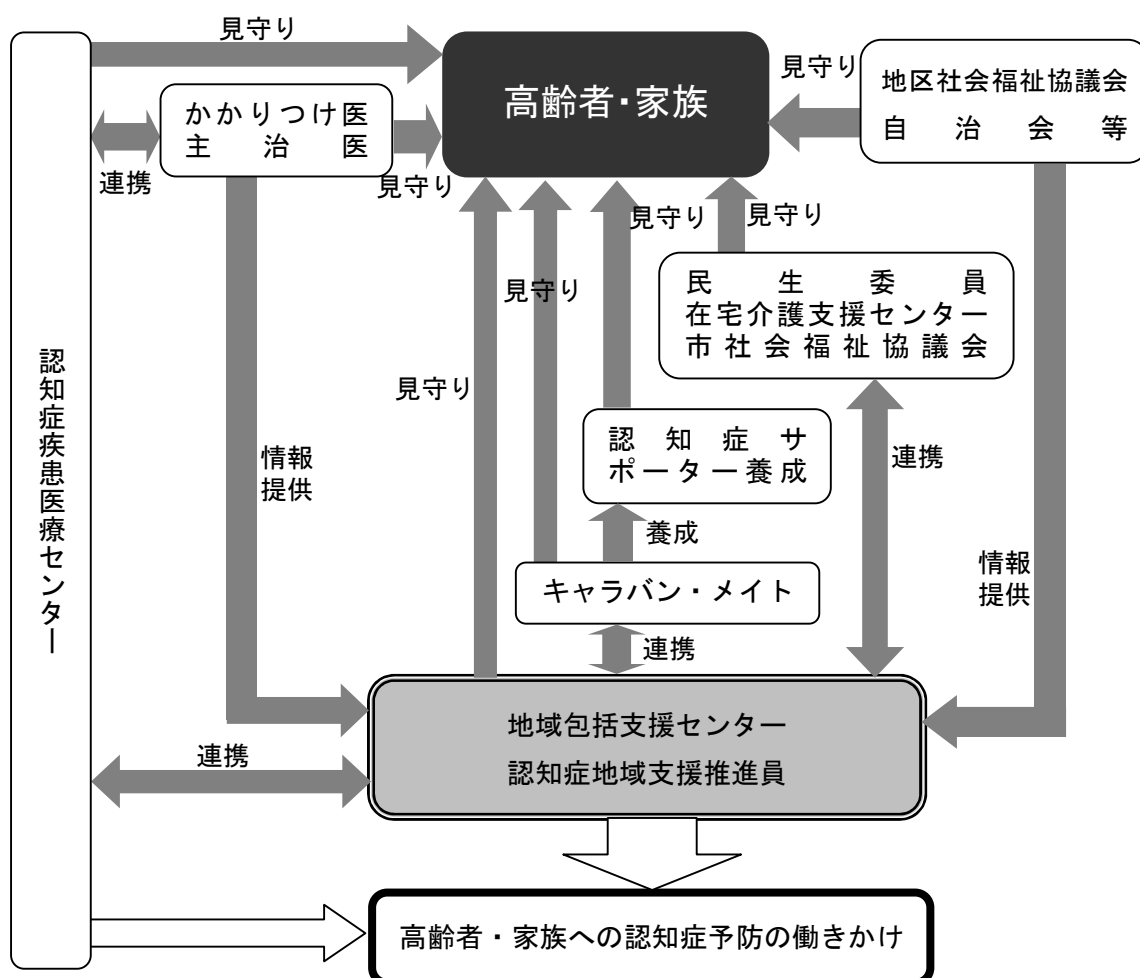 見守り
高齢者・家族
見守り
地区社会福祉協議会
自治会等
かかりつけ医
主治医
連携
見守り
見守り
見守り
見守り
民生委員
在宅介護支援センター
市社会福祉協議会
認知症疾患医療センター
見守り
認知症サ
ポーター養成
連携
情報
提供
養成
キャラバン・メイト
情報
提供
連携
地域包括支援センター
認知症地域支援推進員
連携
高齢者・家族への認知症予防の働きかけ